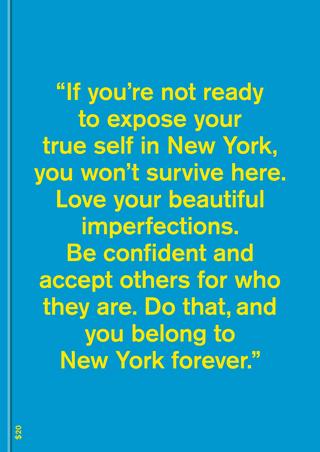 “If you’re not ready
to expose your
true self in New York,
you won’t survive here.
Love your beautiful
imperfections.
Be confident and
accept others for who
they are. Do that, and
you belong to
New York forever.”
$20